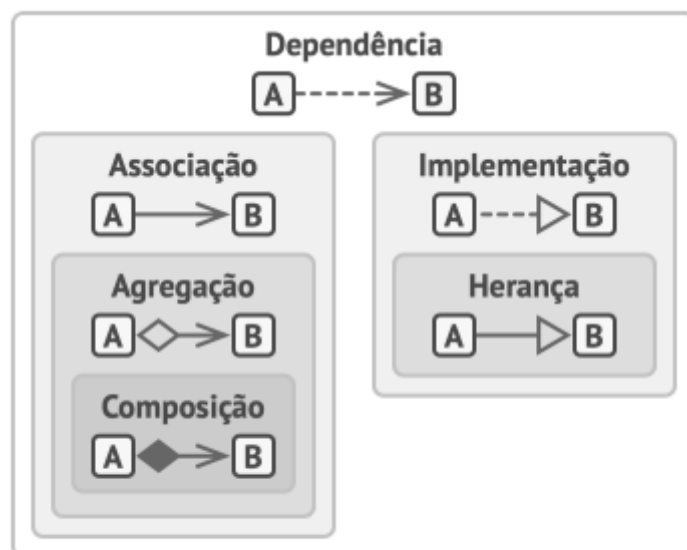 Dependência
A B
Associação
A B
Agregação
A B
Composição
A B
Implementação
A B
Herança
A B